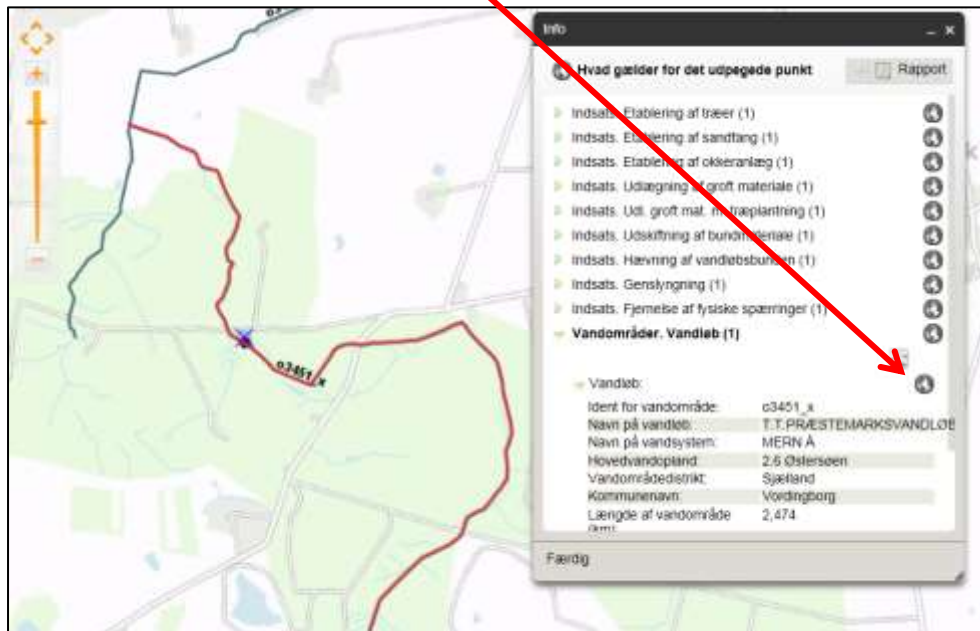 Info
Hvad gælder for det udpegede punkt
Rapport
Indsats. Etablering af træer (1)
Indsats. Etablering af sandfang (1)
Indsats. Etablering af okkeranlæg (1)
Indsats. Udlægning af groft materiale (1)
Indsats. Udl. groft mat. m. træplantning (1)
Indsats. Udskiftning af bundmateriale (1)
Indsats. Hævning af vandløbsbunden (1)
Indsats. Genslyngning (1)
Indsats. Fjernelse af fysiske spærringer (1)
Vandområder. Vandløb (1)
Vandløb:
Ident for vandområde: o3451_x
Navn på vandløb: T.T.PRÆSTEMARKSVANDLØB
Navn på vandsystem: MERN Å
Hovedvandopland: 2.6 Østersøen
Vandområdedistrikt: Sjælland
Kommunenavn: Vordingborg
Længde af vandområde 2,474
(km):
Færdig
o3451_x